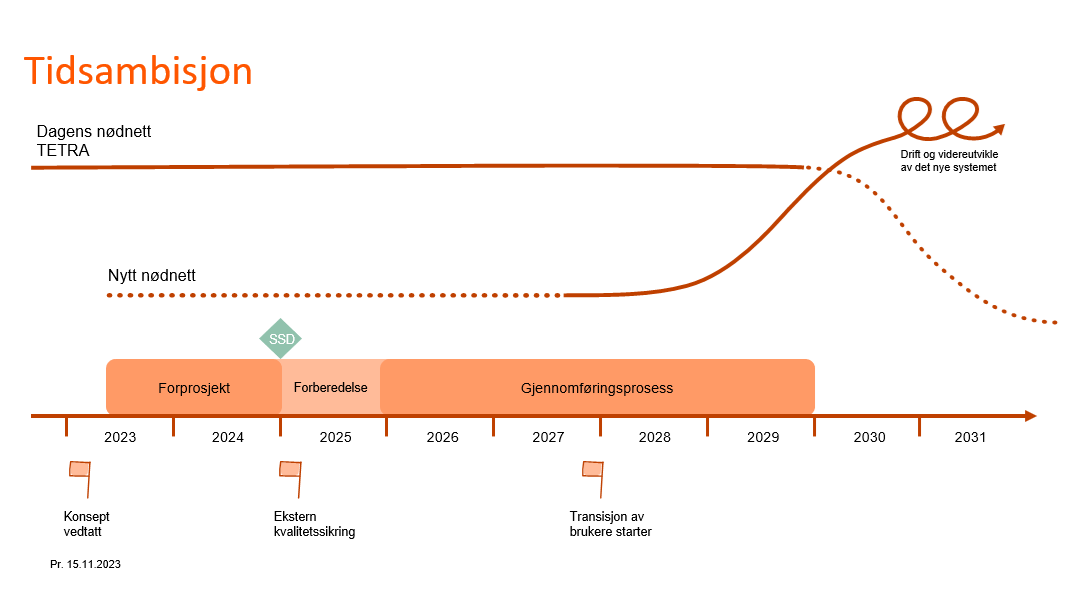 Tidsambisjon
Dagens nødnett
TETRA
Drift og videreutvikle
av det nye systemet
Nytt nødnett
SSD
Forprosjekt
Forberedelse
Gjennomføringsprosess
2023
2024
2025
2026
2027
2028
2029
2030
2031
Konsept
vedtatt
Ekstern
kvalitetssikring
Transisjon av
brukere starter
Pr. 15.11.2023